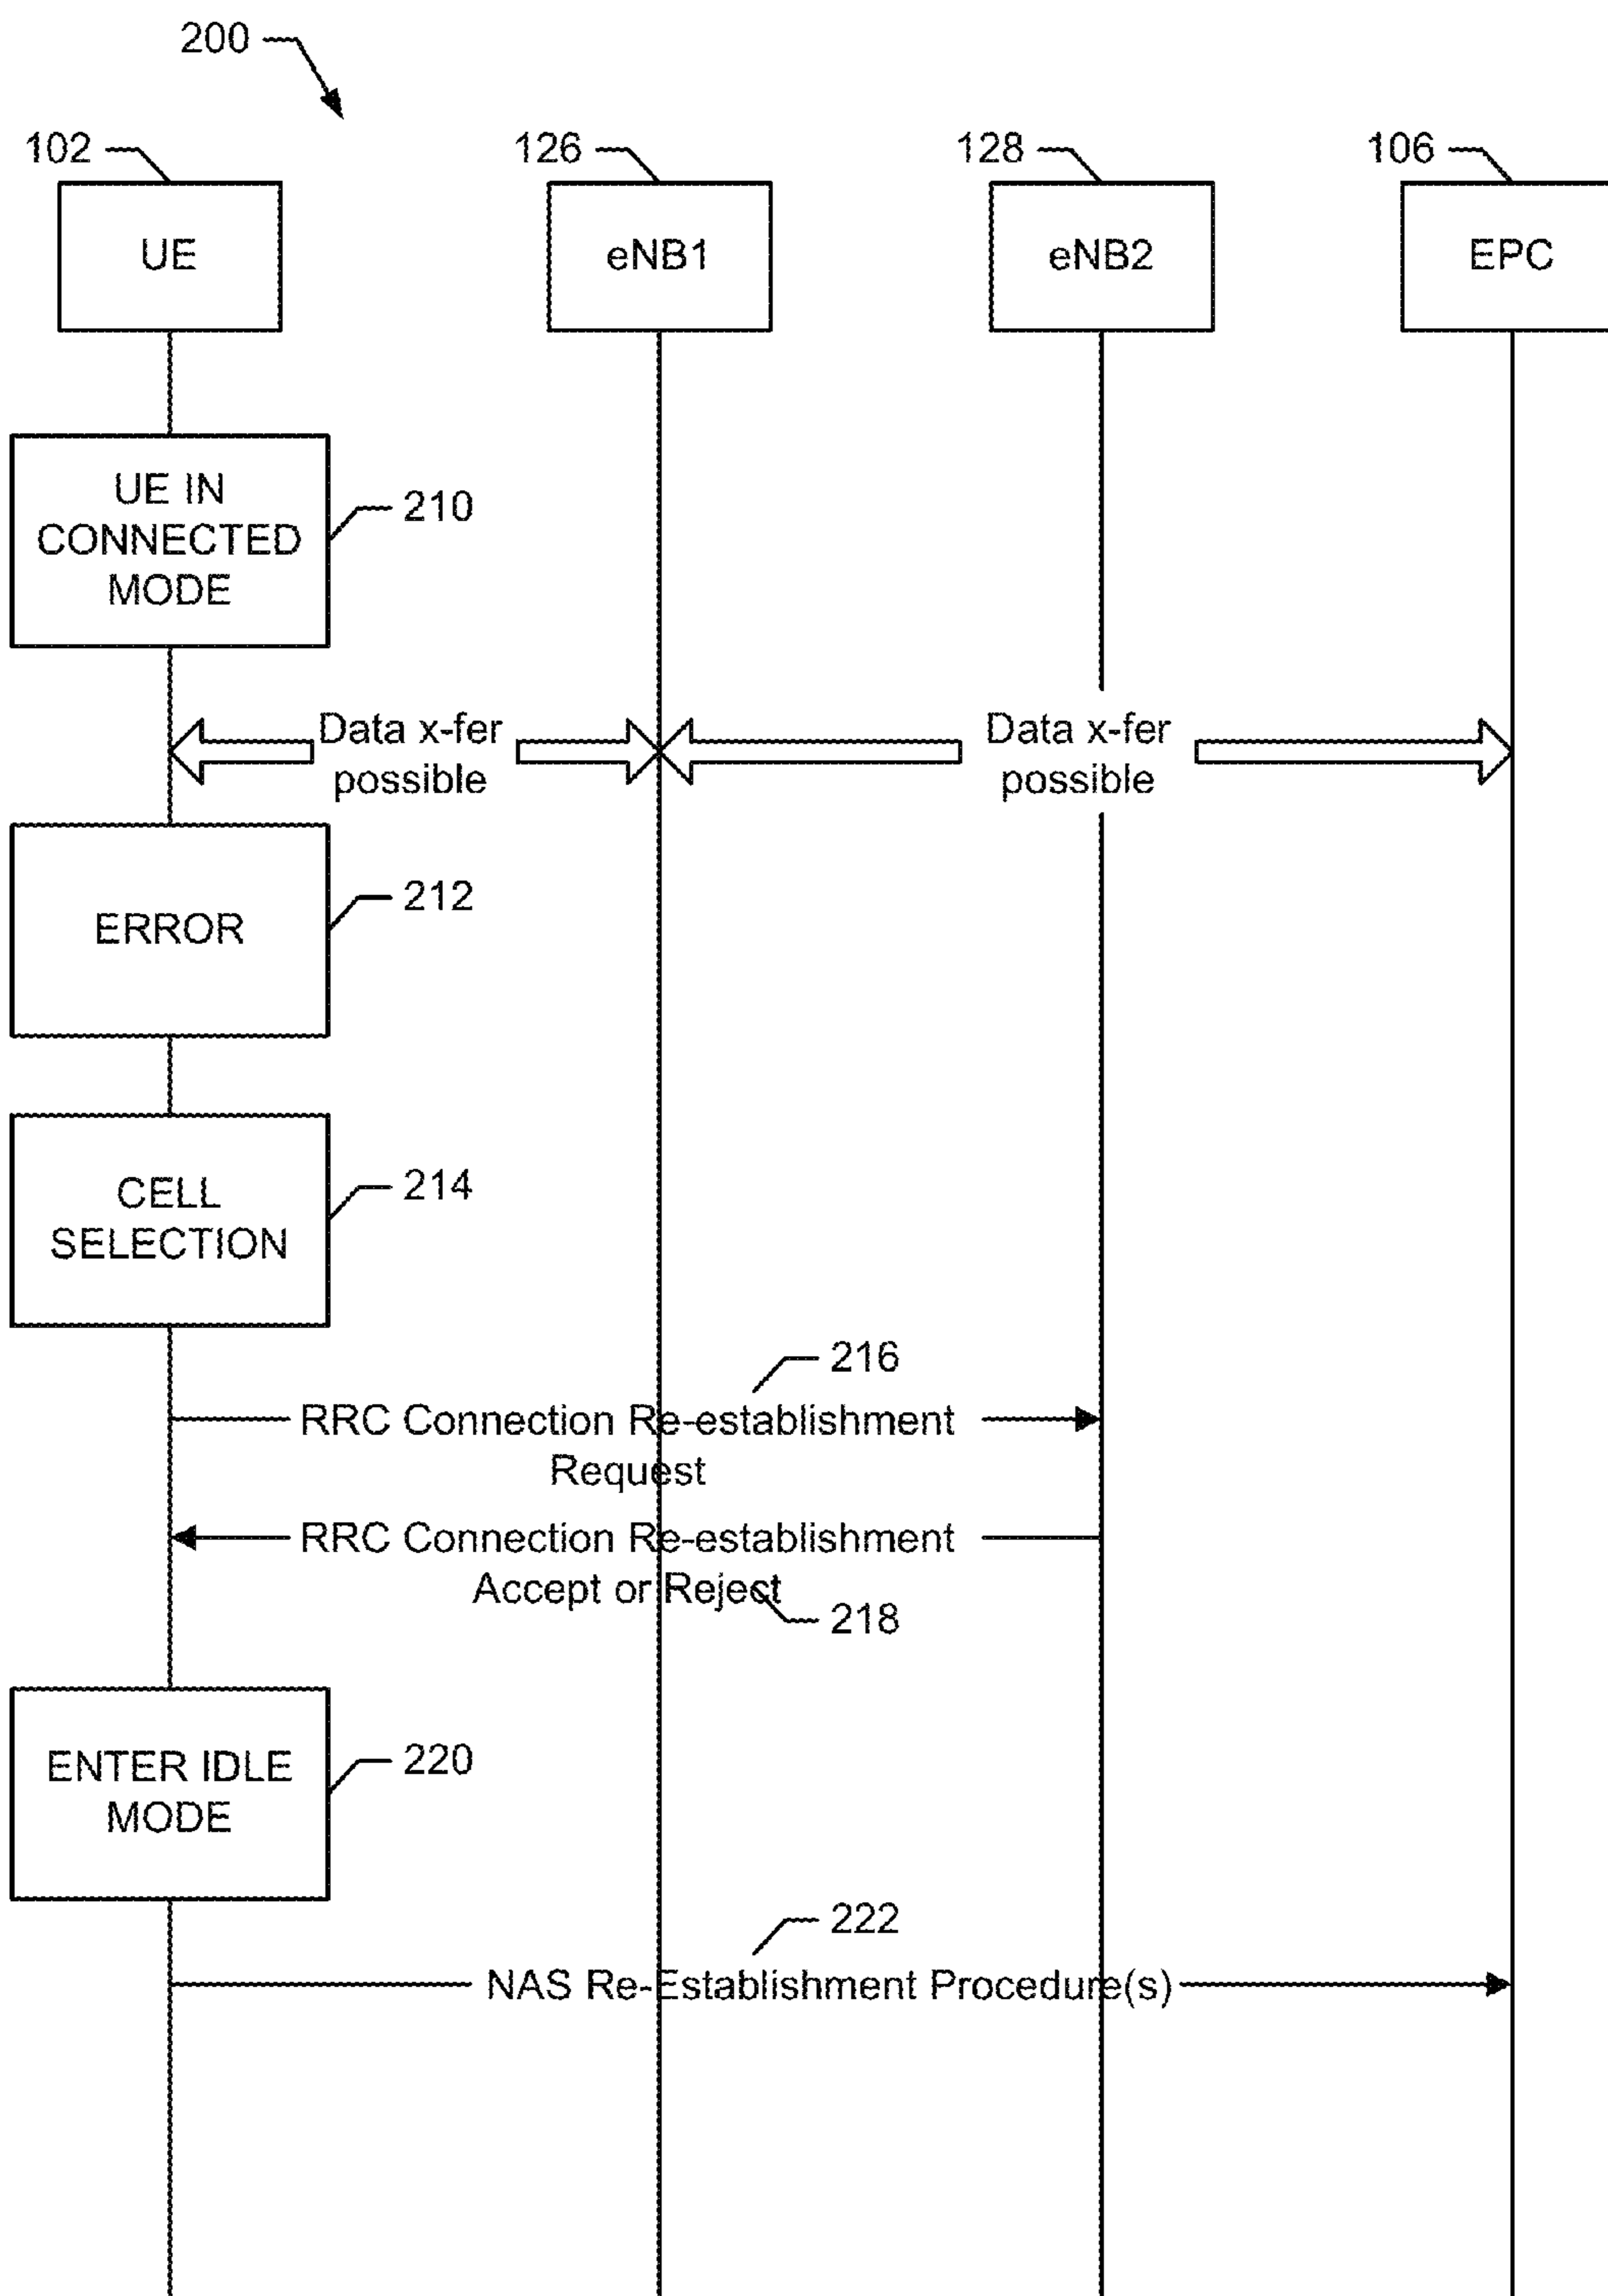 200
102
126
128
106
UE
eNB1
eNB2
EPC
UE IN
CONNECTED
MODE
210
Data x-fer
possible
Data x-fer
possible
ERROR
212
CELL
SELECTION
214
216
RRC Connection Re-establishment
Request
RRC Connection Re-establishment
Accept or Reject
218
ENTER IDLE
MODE
220
222
NAS Re-Establishment Procedure(s)